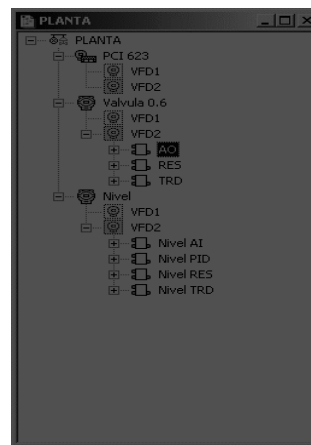 PLANTA
PLANTA
PCI 623
VFD1
VFD2
Valvula 0.6
VFD1
VFD2
AO
RES
TRD
Nivel
VFD1
VFD2
Nivel AI
Nivel PID
Nivel RES
Nivel TRD